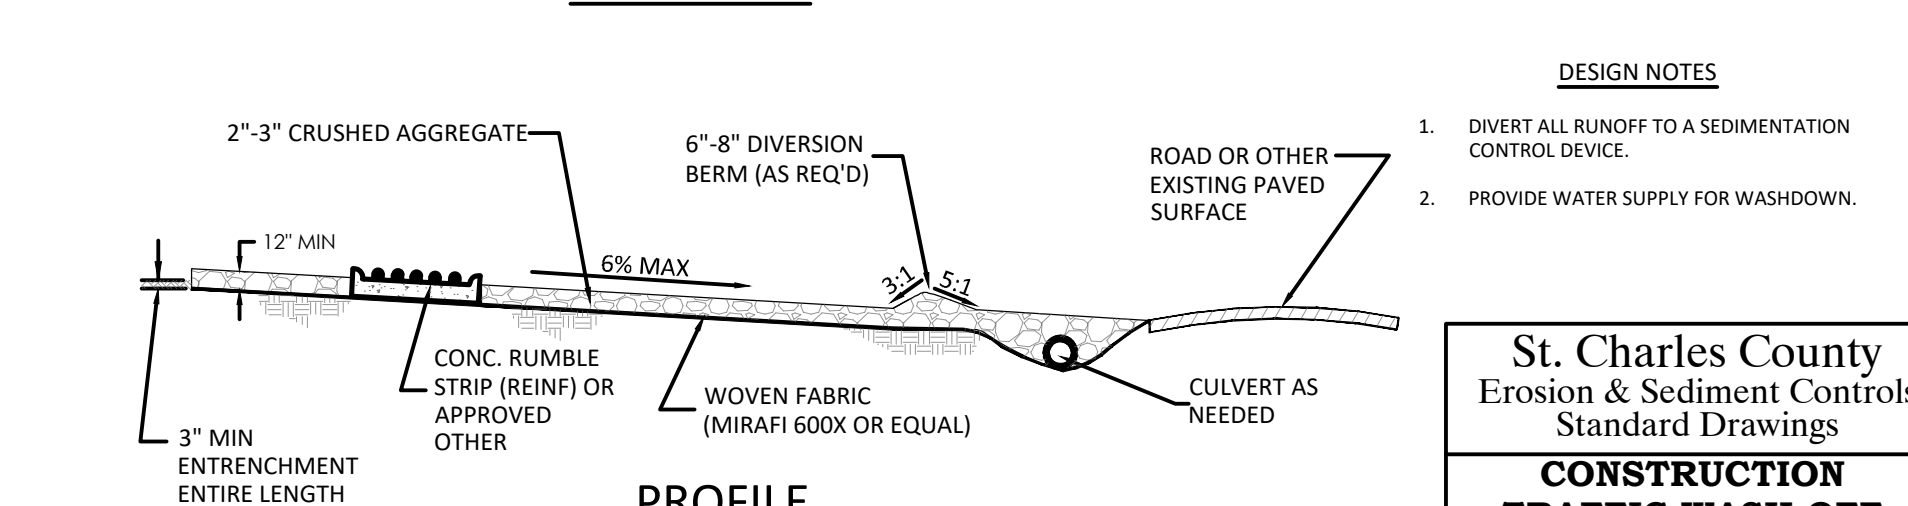 DESIGN NOTES
1. DIVERT ALL RUNOFF TO A SEDIMENTATION
CONTROL DEVICE.
2. PROVIDE WATER SUPPLY FOR WASHDOWN.
2"-3" CRUSHED AGGREGATE
6"-8" DIVERSION
BERM (AS REQ'D)
ROAD OR OTHER
EXISTING PAVED
SURFACE
12" MIN
6% MAX
3:1
5:1
CONC. RUMBLE
STRIP (REINF) OR
APPROVED
OTHER
WOVEN FABRIC
(MIRAFI 600X OR EQUAL)
CULVERT AS
NEEDED
3" MIN
ENTRENCHMENT
ENTIRE LENGTH
PROFILE
St. Charles County
Erosion & Sediment Controls
Standard Drawings
CONSTRUCTION
TRAFFIC WASH-OFF